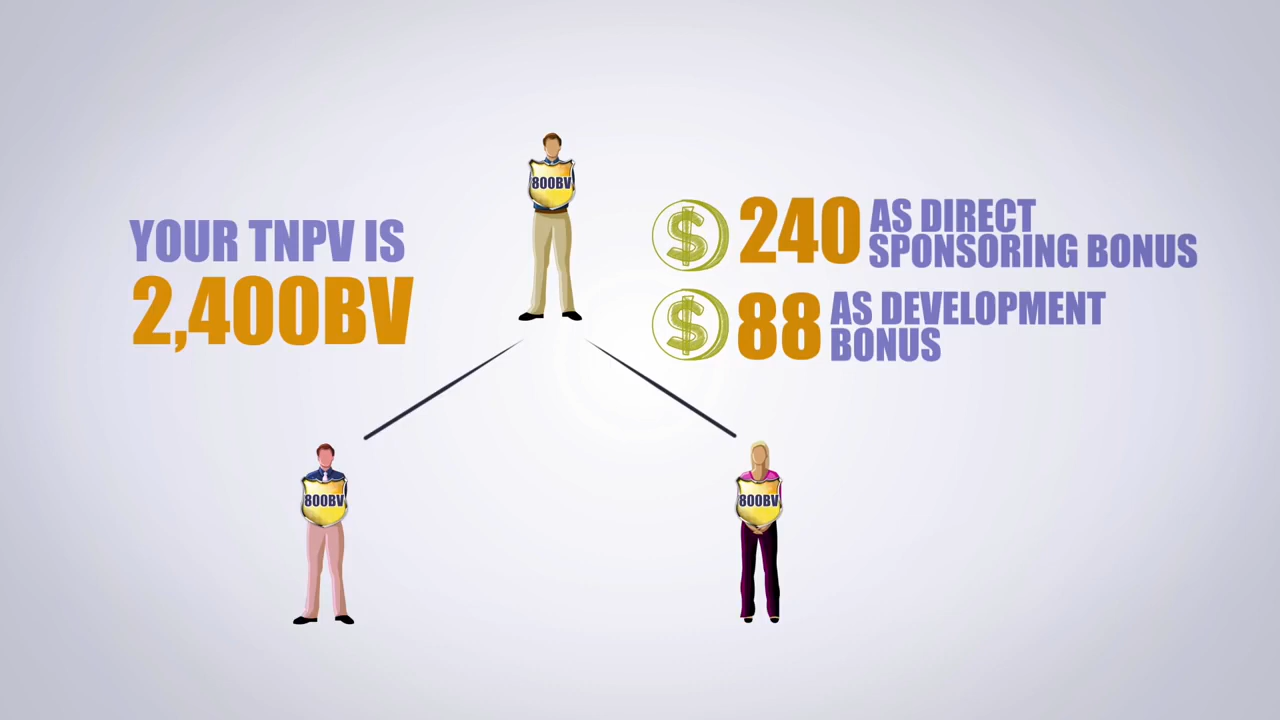 800BV
YOUR TNPV IS
2,400BV
$ 240 AS DIRECT
SPONSORING BONUS
$ 88 AS DEVELOPMENT
BONUS
800BV
800BV